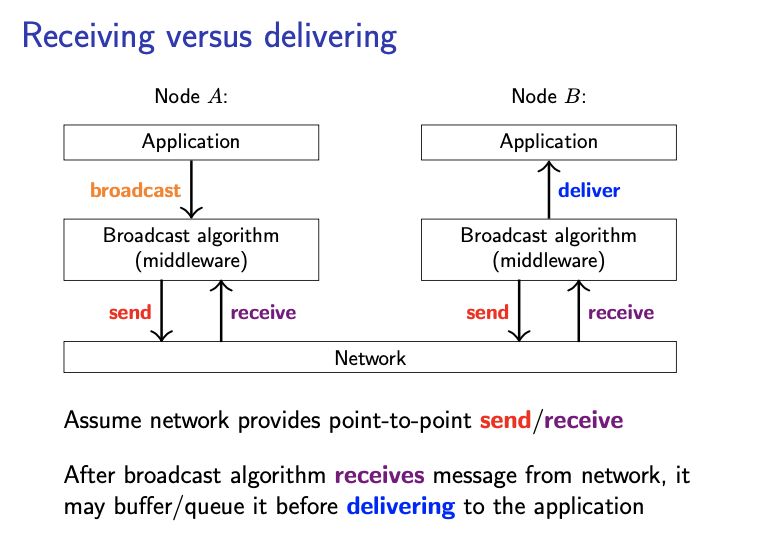 Receiving versus delivering
Node A:
Node B:
Application
Application
broadcast
deliver
Broadcast algorithm
(middleware)
Broadcast algorithm
(middleware)
send
receive
send
receive
Network
Assume network provides point-to-point send/receive
After broadcast algorithm receives message from network, it
may buffer/queue it before delivering to the application